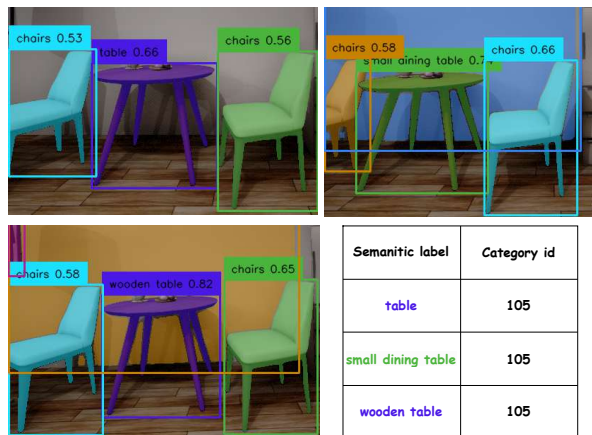 chairs 0.53
table 0.66
chairs 0.56
chairs 0.58
small dining table 0.7
chairs 0.66
chairs 0.58
wooden table 0.82
chairs 0.65
Semanitic label Category id
table 105
small dining table 105
wooden table 105